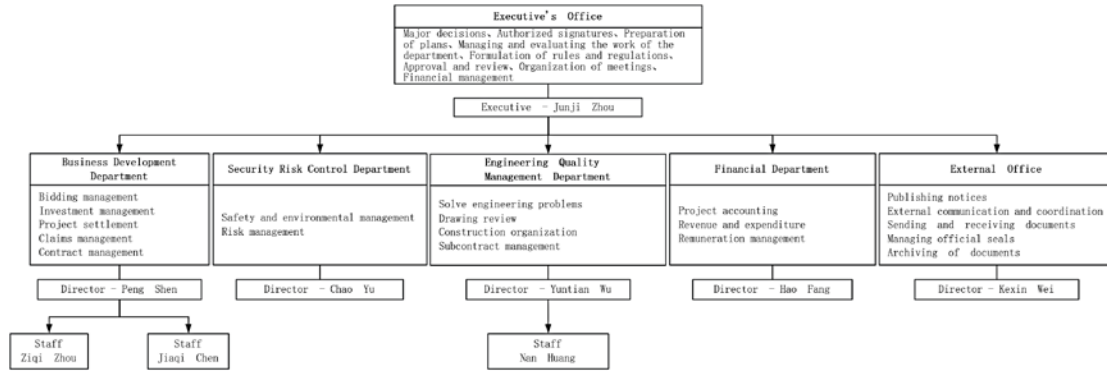 Executive's Office
Major decisions、Authorized signatures、Preparation
of plans、Managing and evaluating the work of the
department、Formulation of rules and regulations、
Approval and review、Organization of meetings、
Financial management
Executive - Junji Zhou
Business Development
Department
Bidding management
Investment management
Project settlement
Claims management
Contract management
Director - Peng Shen
Staff
Ziqi Zhou
Staff
Jiaqi Chen
Security Risk Control Department
Safety and environmental management
Risk management
Director - Chao Yu
Engineering Quality
Management Department
Solve engineering problems
Drawing review
Construction organization
Subcontract management
Director - Yuntian Wu
Staff
Nan Huang
Financial Department
Project accounting
Revenue and expenditure
Remuneration management
Director - Hao Fang
External Office
Publishing notices
External communication and coordination
Sending and receiving documents
Managing official seals
Archiving of documents
Director - Kexin Wei